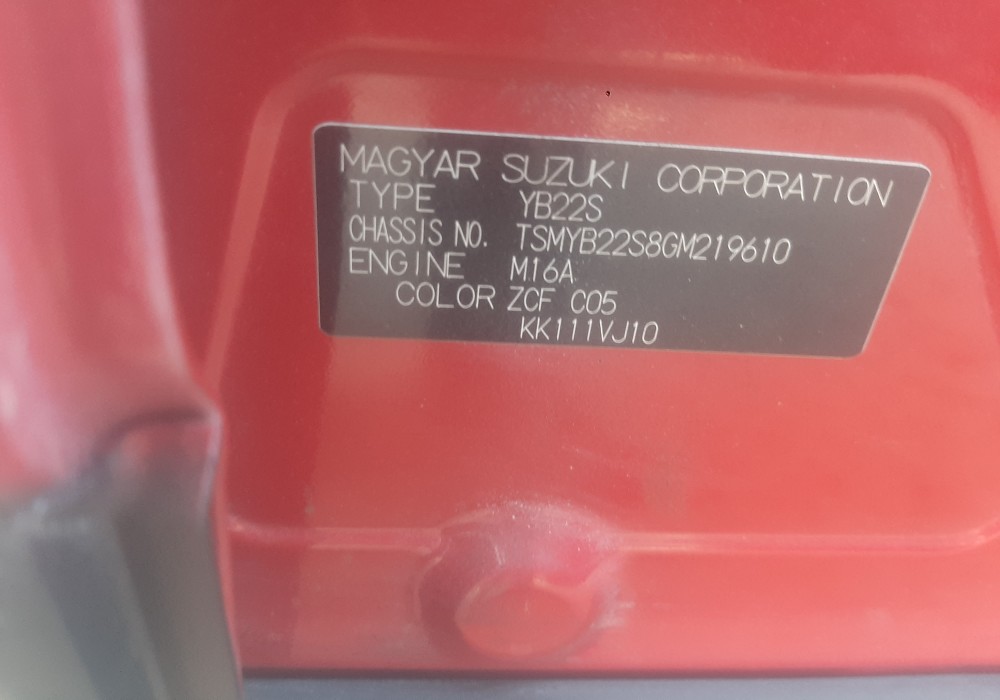 MAGYAR SUZUKI CORPORATION
TYPE YB22S
CHASSIS NO. TSMYB22S8GM219610
ENGINE M16A
COLOR ZCF C05
KK111VJ10